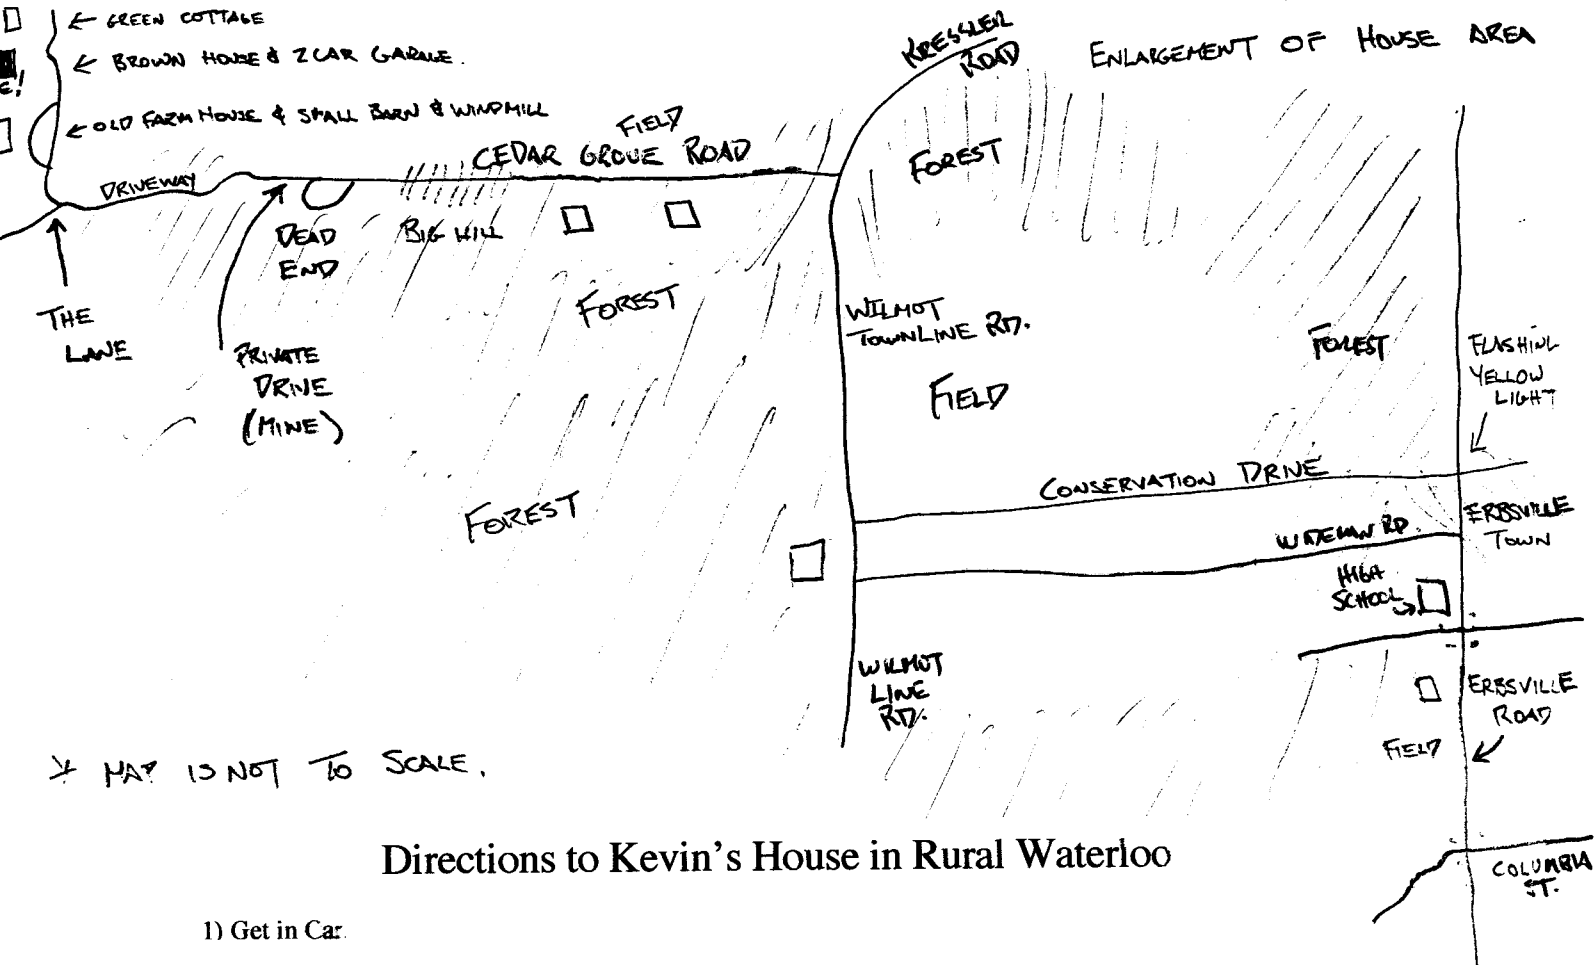 ← GREEN COTTAGE
← BROWN HOUSE & 2 CAR GARAGE.
E!
← OLD FARM HOUSE & SMALL BARN & WINDMILL
DRIVEWAY
THE
LANE
PRIVATE
DRIVE
(MINE)
DEAD
END
BIG HILL
FIELD
CEDAR GROVE ROAD
FOREST
FOREST
KRESSLER
ROAD
ENLARGEMENT OF HOUSE AREA
FOREST
WILMOT
TOWNLINE RD.
FIELD
FOREST
FLASHING
YELLOW
LIGHT
CONSERVATION DRIVE
ERBSVILLE
TOWN
HIGH
SCHOOL
WILMOT
LINE
RD.
ERBSVILLE
ROAD
FIELD
COLUMBIA
ST.
* MAP IS NOT TO SCALE.
Directions to Kevin's House in Rural Waterloo
1) Get in Car.